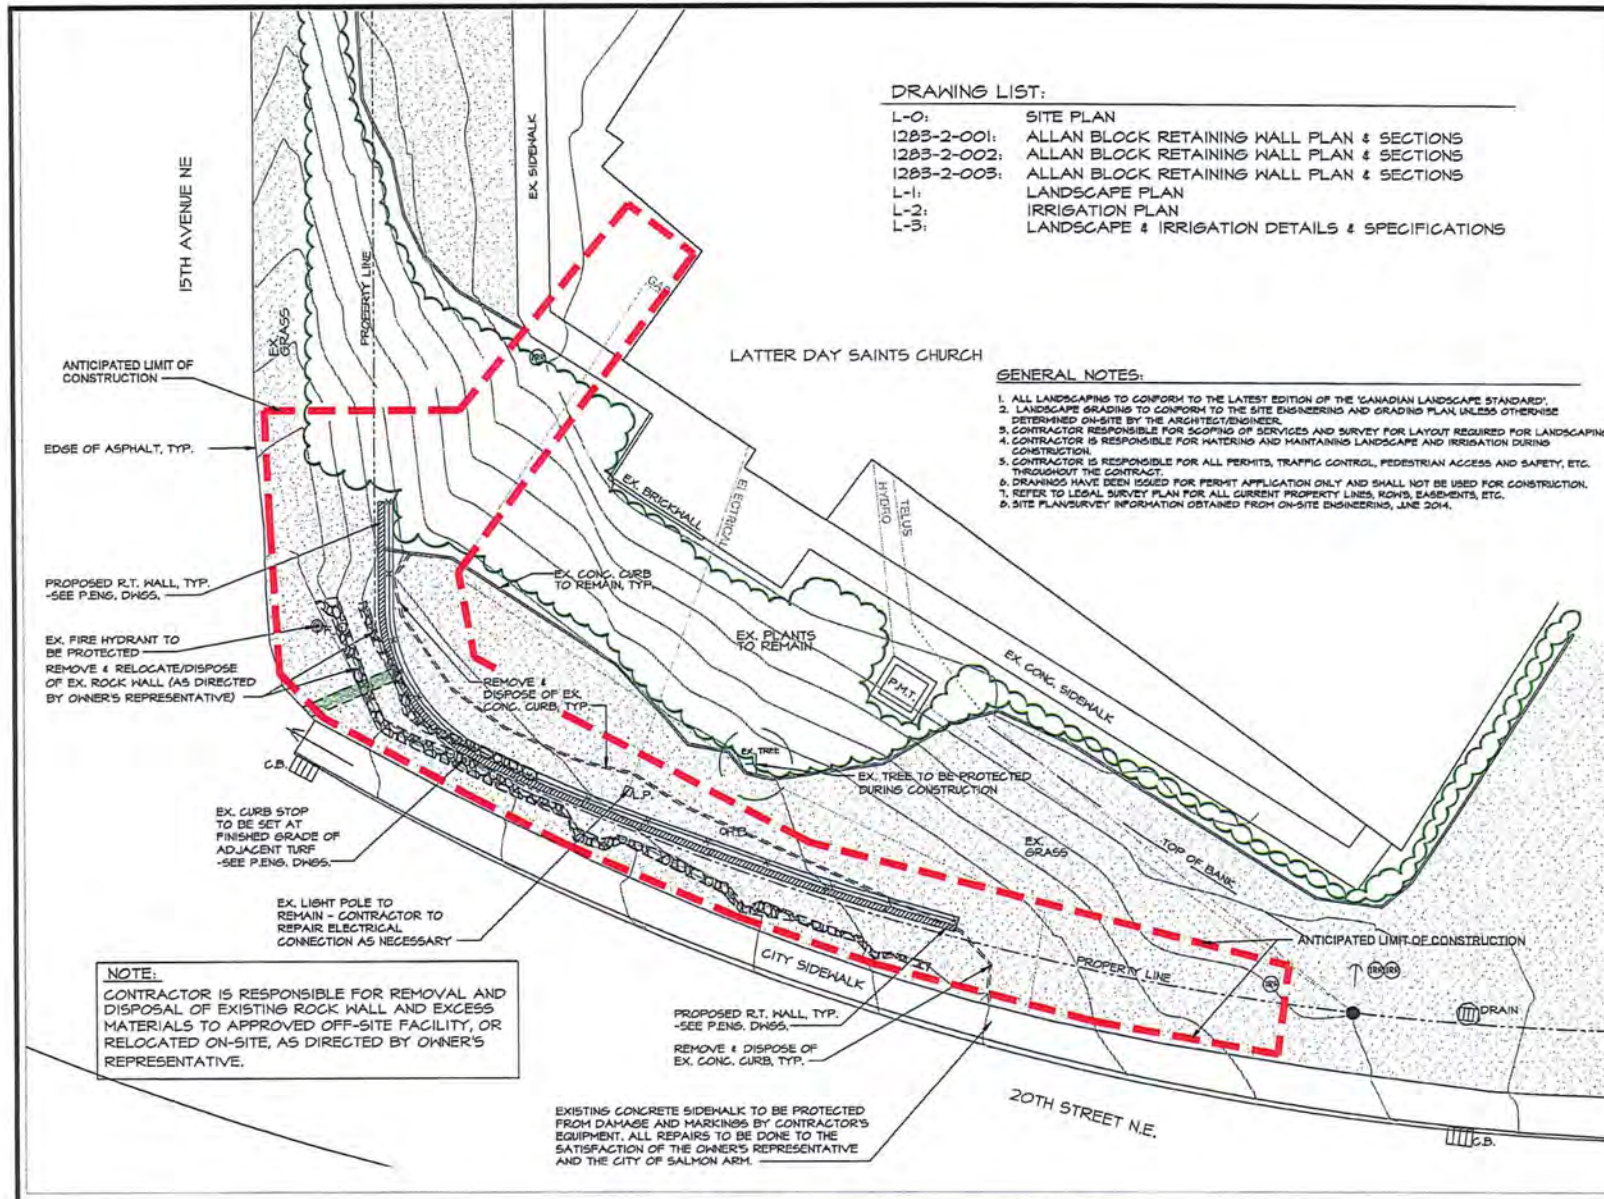 DRAWING LIST:
L-0: SITE PLAN
1283-2-001: ALLAN BLOCK RETAINING WALL PLAN & SECTIONS
1283-2-002: ALLAN BLOCK RETAINING WALL PLAN & SECTIONS
1283-2-003: ALLAN BLOCK RETAINING WALL PLAN & SECTIONS
L-1: LANDSCAPE PLAN
L-2: IRRIGATION PLAN
L-3: LANDSCAPE & IRRIGATION DETAILS & SPECIFICATIONS
15TH AVENUE NE
PROPERTY LINE
EX. SIDEWALK
EX. GRASS
GAS
IRR
LATTER DAY SAINTS CHURCH
GENERAL NOTES:
1. ALL LANDSCAPING TO CONFORM TO THE LATEST EDITION OF THE 'CANADIAN LANDSCAPE STANDARD'.
2. LANDSCAPE GRADING TO CONFORM TO THE SITE ENGINEERING AND GRADING PLAN, UNLESS OTHERWISE
DETERMINED ON-SITE BY THE ARCHITECT/ENGINEER.
3. CONTRACTOR RESPONSIBLE FOR SCOPING OF SERVICES AND SURVEY FOR LAYOUT REQUIRED FOR LANDSCAPING
4. CONTRACTOR IS RESPONSIBLE FOR WATERING AND MAINTAINING LANDSCAPE AND IRRIGATION DURING
CONSTRUCTION.
5. CONTRACTOR IS RESPONSIBLE FOR ALL PERMITS, TRAFFIC CONTROL, PEDESTRIAN ACCESS AND SAFETY, ETC.
THROUGHOUT THE CONTRACT.
6. DRAWINGS HAVE BEEN ISSUED FOR PERMIT APPLICATION ONLY AND SHALL NOT BE USED FOR CONSTRUCTION.
7. REFER TO LEGAL SURVEY PLAN FOR ALL CURRENT PROPERTY LINES, ROWS, EASEMENTS, ETC.
8. SITE PLAN/SURVEY INFORMATION OBTAINED FROM ON-SITE ENGINEERING, JUNE 2014.
ANTICIPATED LIMIT OF
CONSTRUCTION
EDGE OF ASPHALT, TYP.
EX. BRICKWALL
ELECTRICAL
HYDRO
TELUS
PROPOSED R.T. WALL, TYP.
-SEE P.ENG. DWGS.
EX. CONC. CURB
TO REMAIN, TYP.
EX. FIRE HYDRANT TO
BE PROTECTED
EX. PLANTS
TO REMAIN
REMOVE & RELOCATE/DISPOSE
OF EX. ROCK WALL (AS DIRECTED
BY OWNER'S REPRESENTATIVE)
REMOVE &
DISPOSE OF EX.
CONC. CURB, TYP.
P.M.T.
EX. CONC. SIDEWALK
C.B.
EX. TREE
EX. TREE TO BE PROTECTED
DURING CONSTRUCTION
L.P.
EX. CURB STOP
TO BE SET AT
FINISHED GRADE OF
ADJACENT TURF
-SEE P.ENG. DWGS.
EX.
GRASS
TOP OF BANK
EX. LIGHT POLE TO
REMAIN - CONTRACTOR TO
REPAIR ELECTRICAL
CONNECTION AS NECESSARY
ANTICIPATED LIMIT OF CONSTRUCTION
CITY SIDEWALK
PROPERTY LINE
IRR
IRR IRR
DRAIN
NOTE:
CONTRACTOR IS RESPONSIBLE FOR REMOVAL AND
DISPOSAL OF EXISTING ROCK WALL AND EXCESS
MATERIALS TO APPROVED OFF-SITE FACILITY, OR
RELOCATED ON-SITE, AS DIRECTED BY OWNER'S
REPRESENTATIVE.
PROPOSED R.T. WALL, TYP.
-SEE P.ENG. DWGS.
REMOVE & DISPOSE OF
EX. CONC. CURB, TYP.
20TH STREET N.E.
EXISTING CONCRETE SIDEWALK TO BE PROTECTED
FROM DAMAGE AND MARKINGS BY CONTRACTOR'S
EQUIPMENT. ALL REPAIRS TO BE DONE TO THE
SATISFACTION OF THE OWNER'S REPRESENTATIVE
AND THE CITY OF SALMON ARM.
C.B.